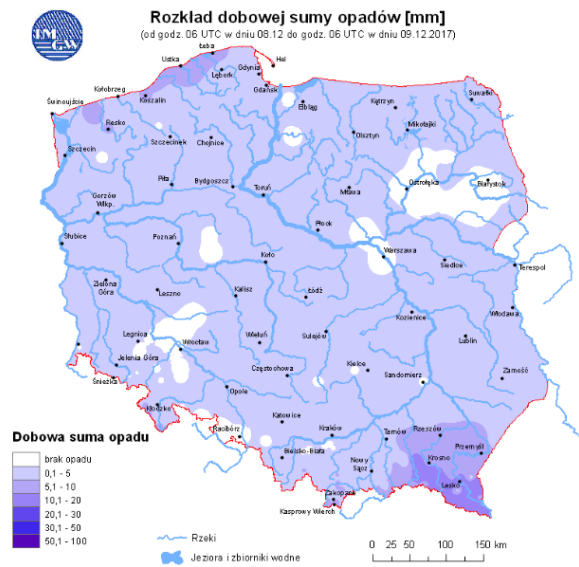 Rozkład dobowej sumy opadów [mm]
(od godz. 06 UTC w dniu 08.12 do godz. 06 UTC w dniu 09.12.2017)
IM
GW
Łeba
Ustka
Hel
Lębork
Gdynia
Gdańsk
Kołobrzeg
Koszalin
Elbląg
Kętrzyn
Suwałki
Świnoujście
Resko
Szczecinek
Chojnice
Olsztyn
Mikołajki
Szczecin
Piła
Bydgoszcz
Toruń
Mława
Ostrołęka
Białystok
Gorzów
Wlkp.
Płock
Słubice
Poznań
Koło
Warszawa
Siedlce
Terespol
Zielona
Góra
Leszno
Kalisz
Łódź
Kozienice
Włodawa
Legnica
Wrocław
Wieluń
Sulejów
Lublin
Jelenia Góra
Śnieżka
Opole
Częstochowa
Kielce
Sandomierz
Zamość
Kłodzko
Racibórz
Katowice
Kraków
Tarnów
Rzeszów
Przemyśl
Bielsko-Biała
Nowy
Sącz
Krosno
Lesko
Zakopane
Kasprowy Wierch
Dobowa suma opadu
brak opadu
0,1 - 5
5,1 - 10
10,1 - 20
20,1 - 30
30,1 - 50
50,1 - 100
Rzeki
Jeziora i zbiorniki wodne
0 25 50 100 150 km